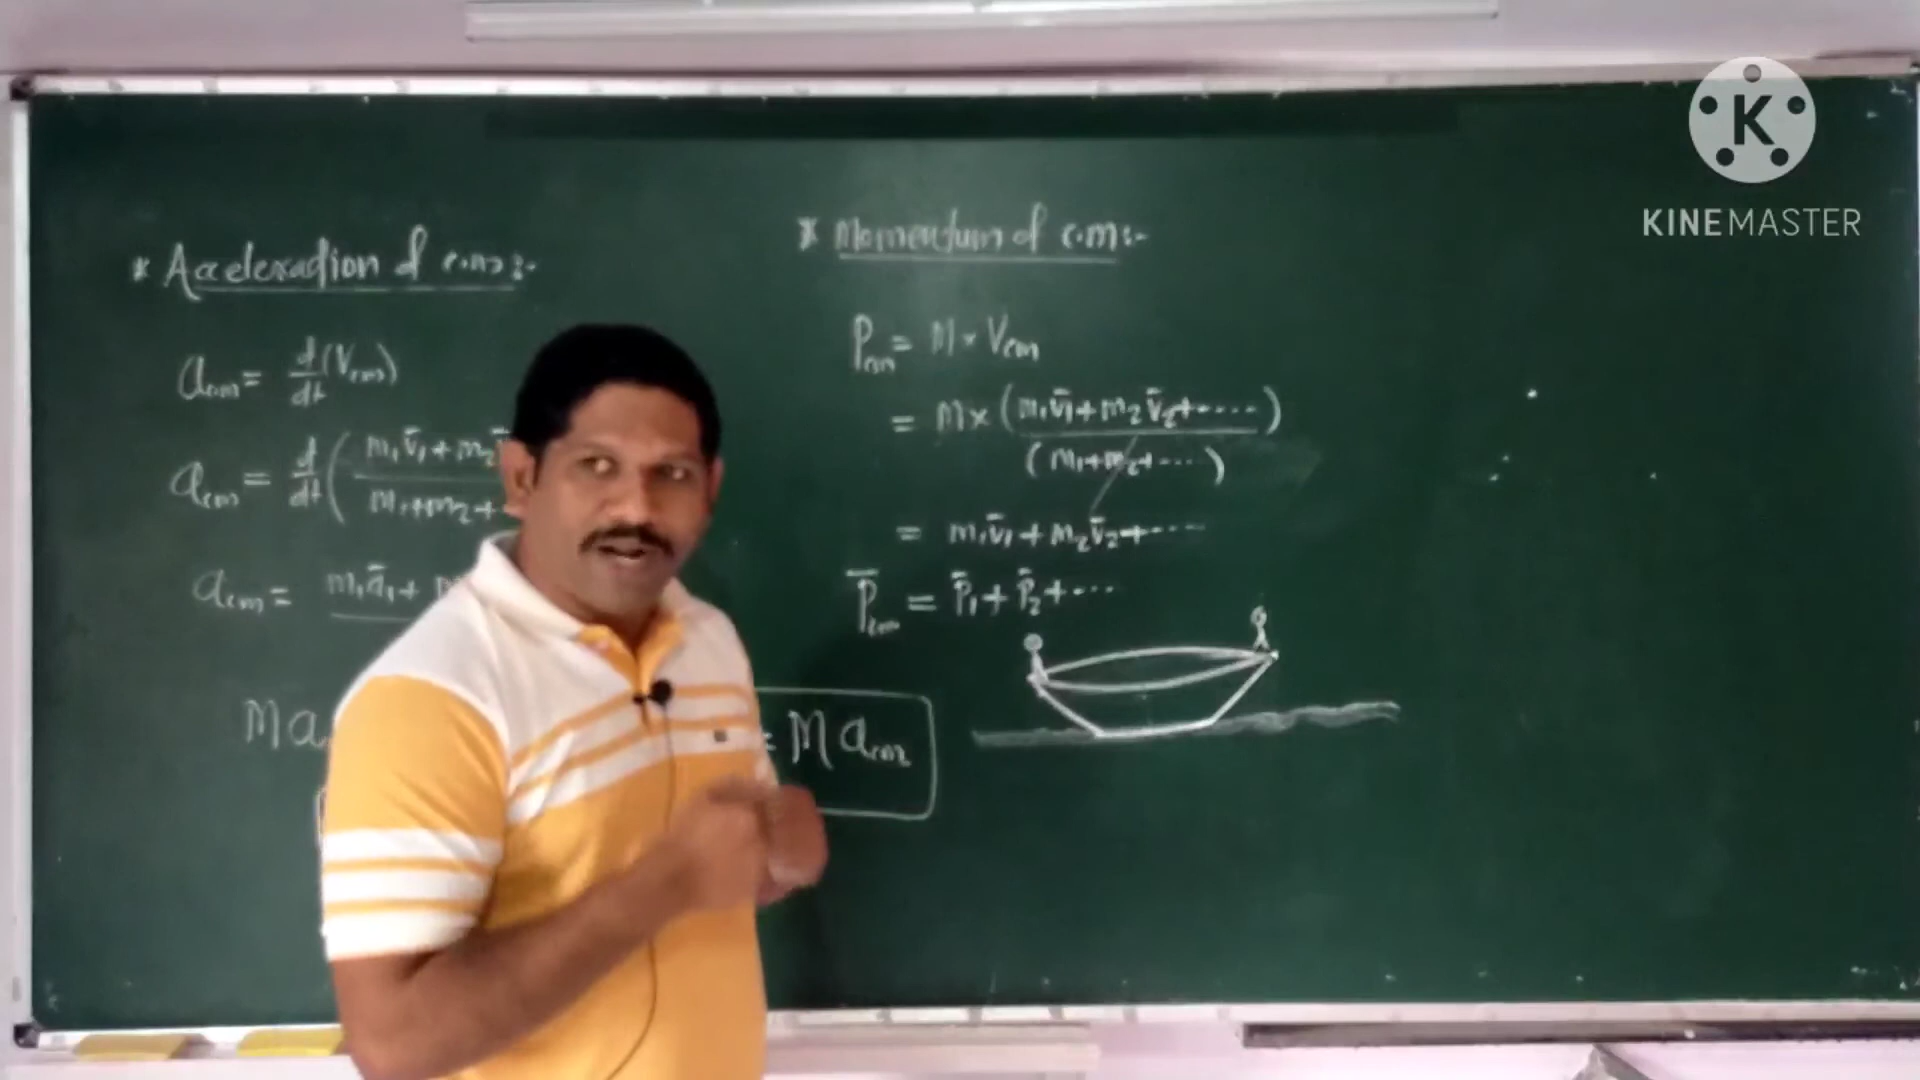 * Acceleration of c.m:-
a_cm = d/dt (V_cm)
a_cm = d/dt ( m₁v̄₁ + m₂v̄
m₁+m₂+
a_cm = m₁ā₁ +
Ma
= Ma_cm
* Momentum of c.m:-
P_cm = M × V_cm
= M × ( m₁v̄₁ + m₂v̄₂ + ---- )
( m₁+m₂+ ---- )
= m₁v̄₁ + m₂v̄₂ + ----
P̄_cm = P̄₁ + P̄₂ + ---
K
KINEMASTER